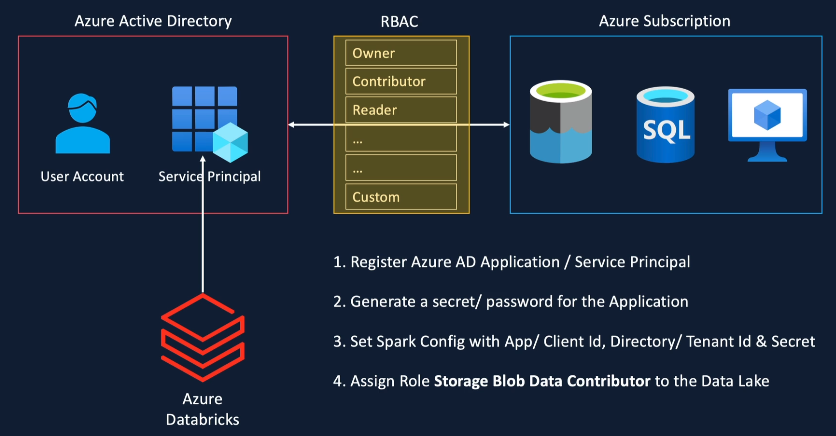 Azure Active Directory
RBAC
Azure Subscription
Owner
Contributor
Reader
...
...
Custom
User Account
Service Principal
SQL
1. Register Azure AD Application / Service Principal
2. Generate a secret/ password for the Application
3. Set Spark Config with App/ Client Id, Directory/ Tenant Id & Secret
4. Assign Role Storage Blob Data Contributor to the Data Lake
Azure
Databricks